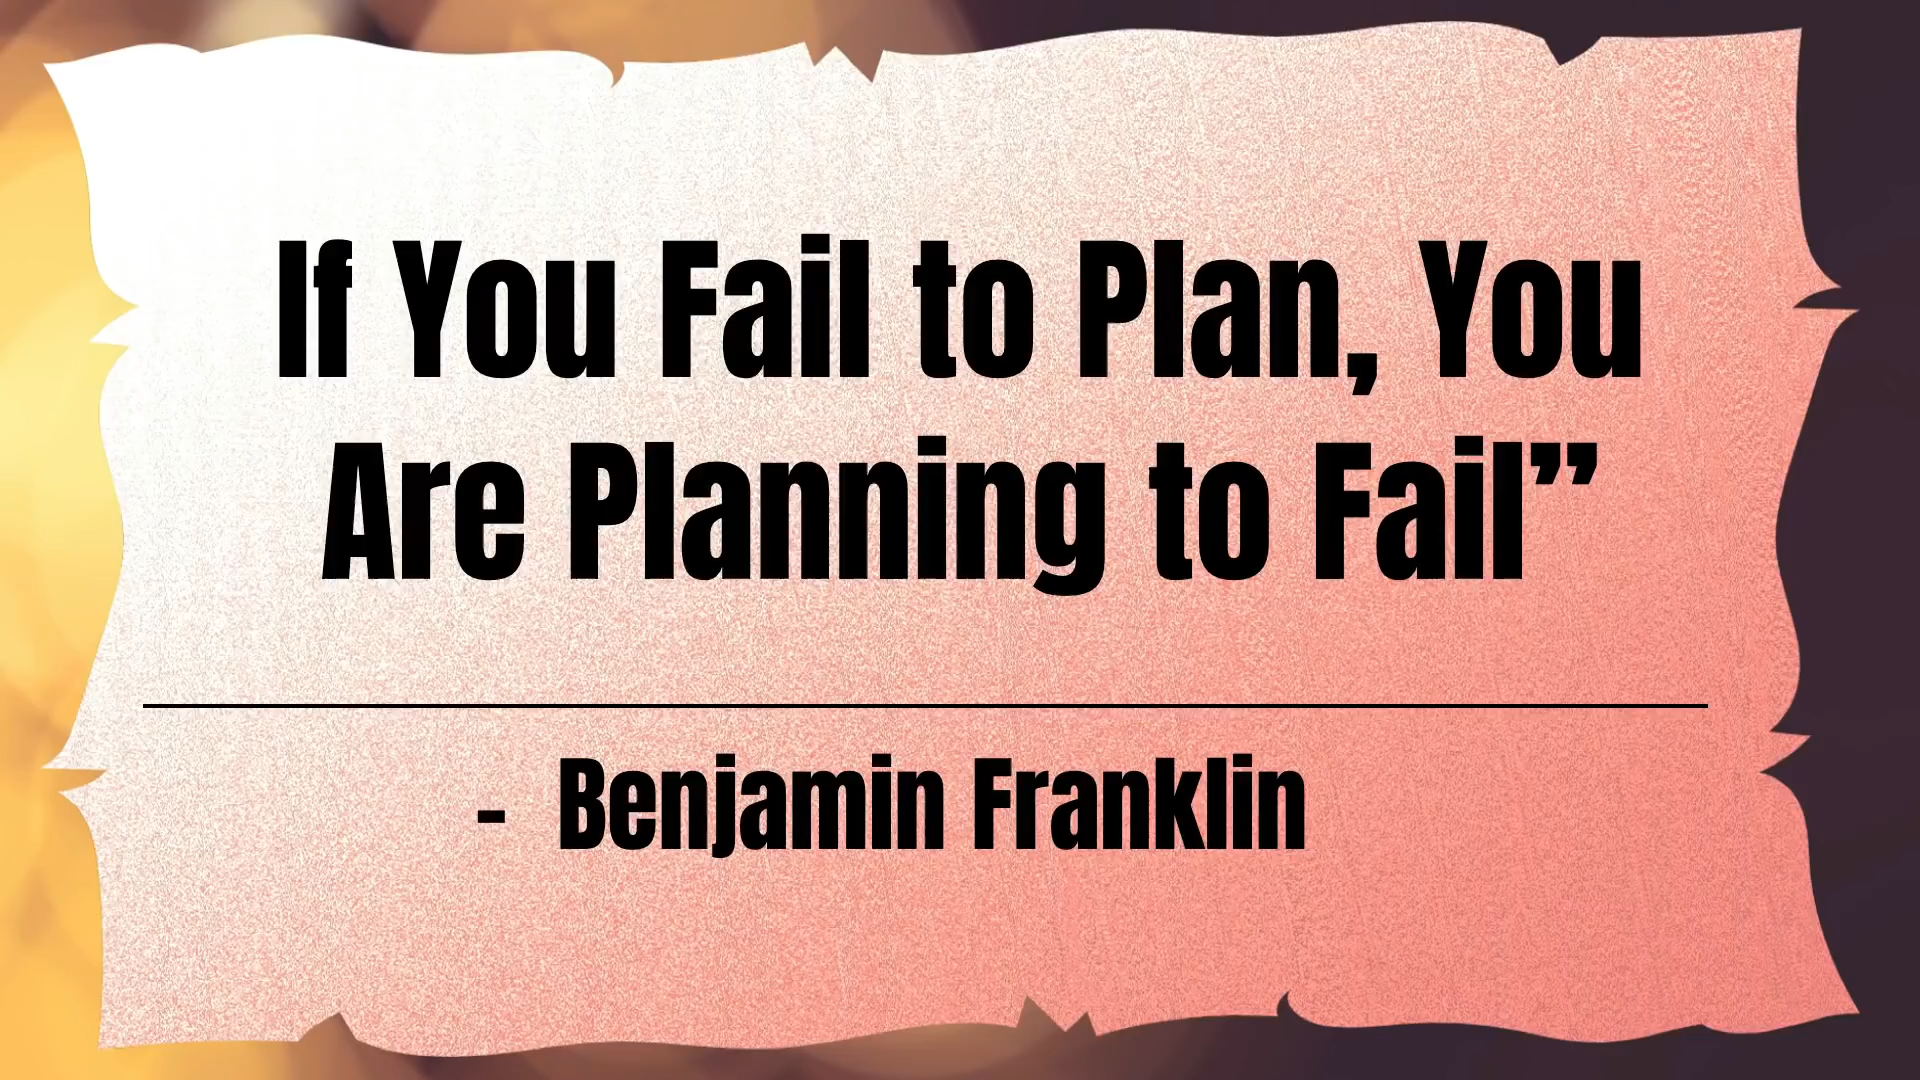 If You Fail to Plan, You
Are Planning to Fail”
- Benjamin Franklin